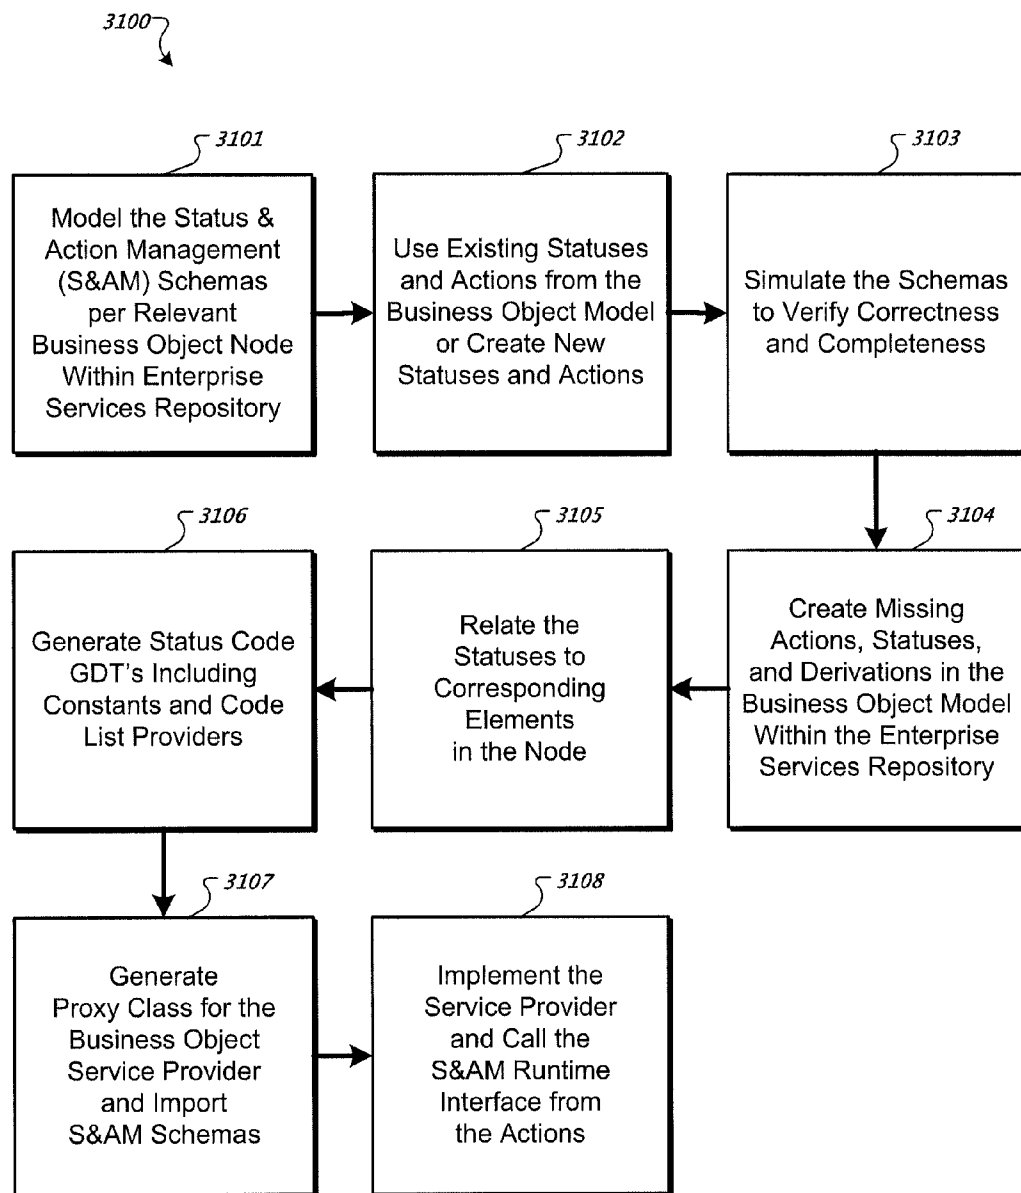 3100
3101
Model the Status &
Action Management
(S&AM) Schemas
per Relevant
Business Object Node
Within Enterprise
Services Repository
3102
Use Existing Statuses
and Actions from the
Business Object Model
or Create New
Statuses and Actions
3103
Simulate the Schemas
to Verify Correctness
and Completeness
3104
Create Missing
Actions, Statuses,
and Derivations in the
Business Object Model
Within the Enterprise
Services Repository
3105
Relate the
Statuses to
Corresponding
Elements
in the Node
3106
Generate Status Code
GDT's Including
Constants and Code
List Providers
3107
Generate
Proxy Class for the
Business Object
Service Provider
and Import
S&AM Schemas
3108
Implement the
Service Provider
and Call the
S&AM Runtime
Interface from
the Actions